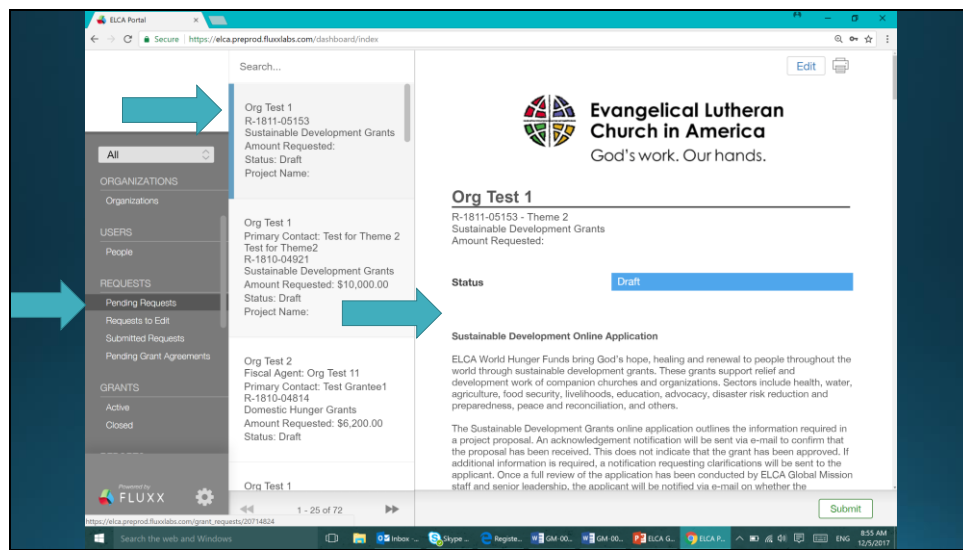 ELCA Portal
Secure | https://elca.preprod.fluxxlabs.com/dashboard/index
All
ORGANIZATIONS
Organizations
USERS
People
REQUESTS
Pending Requests
Requests to Edit
Submitted Requests
Pending Grant Agreements
GRANTS
Active
Closed
Powered by
FLUXX
https://elca.preprod.fluxxlabs.com/grant_requests/20714824
Search...
Org Test 1
R-1811-05153
Sustainable Development Grants
Amount Requested:
Status: Draft
Project Name:
Org Test 1
Primary Contact: Test for Theme 2
Test for Theme2
R-1810-04921
Sustainable Development Grants
Amount Requested: $10,000.00
Status: Draft
Project Name:
Org Test 2
Fiscal Agent: Org Test 11
Primary Contact: Test Grantee1
R-1810-04814
Domestic Hunger Grants
Amount Requested: $6,200.00
Status: Draft
Org Test 1
1 - 25 of 72
Edit
Evangelical Lutheran
Church in America
God's work. Our hands.
Org Test 1
R-1811-05153 - Theme 2
Sustainable Development Grants
Amount Requested:
Status Draft
Sustainable Development Online Application
ELCA World Hunger Funds bring God's hope, healing and renewal to people throughout the
world through sustainable development grants. These grants support relief and
development work of companion churches and organizations. Sectors include health, water,
agriculture, food security, livelihoods, education, advocacy, disaster risk reduction and
preparedness, peace and reconciliation, and others.
The Sustainable Development Grants online application outlines the information required in
a project proposal. An acknowledgement notification will be sent via e-mail to confirm that
the proposal has been received. This does not indicate that the grant has been approved. If
additional information is required, a notification requesting clarifications will be sent to the
applicant. Once a full review of the application has been conducted by ELCA Global Mission
staff and senior leadership, the applicant will be notified via e-mail on whether the
Submit
Search the web and Windows
Inbox -...
Skype ...
Registe...
GM-00...
GM-00...
ELCA G...
ELCA P...
ENG
8:55 AM
12/5/2017